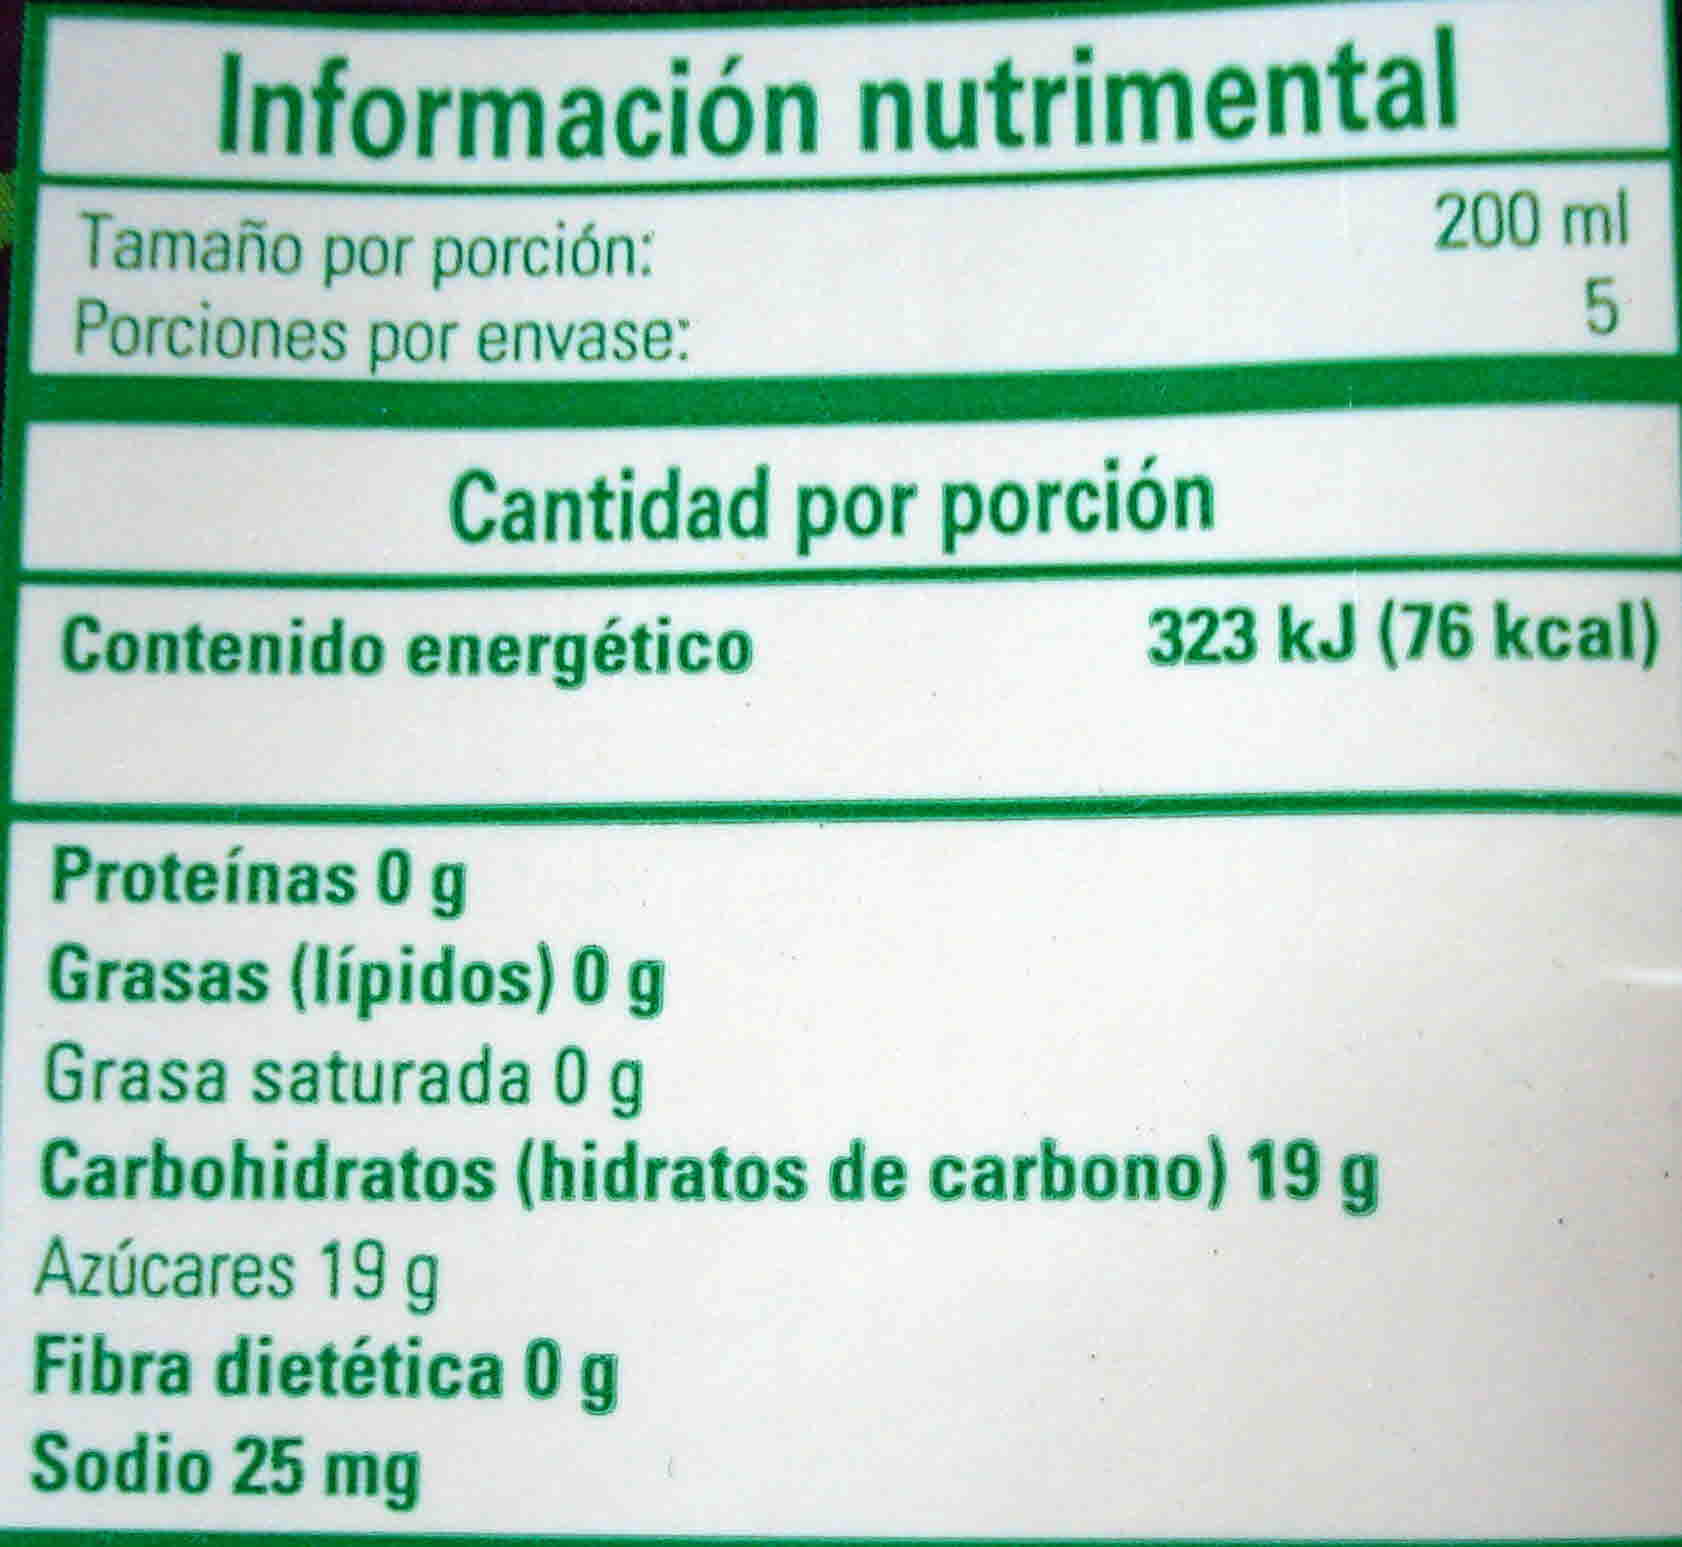 Información nutrimental
Tamaño por porción: 200 ml
Porciones por envase: 5
Cantidad por porción
Contenido energético 323 kJ (76 kcal)
Proteínas 0 g
Grasas (lípidos) 0 g
Grasa saturada 0 g
Carbohidratos (hidratos de carbono) 19 g
Azúcares 19 g
Fibra dietética 0 g
Sodio 25 mg